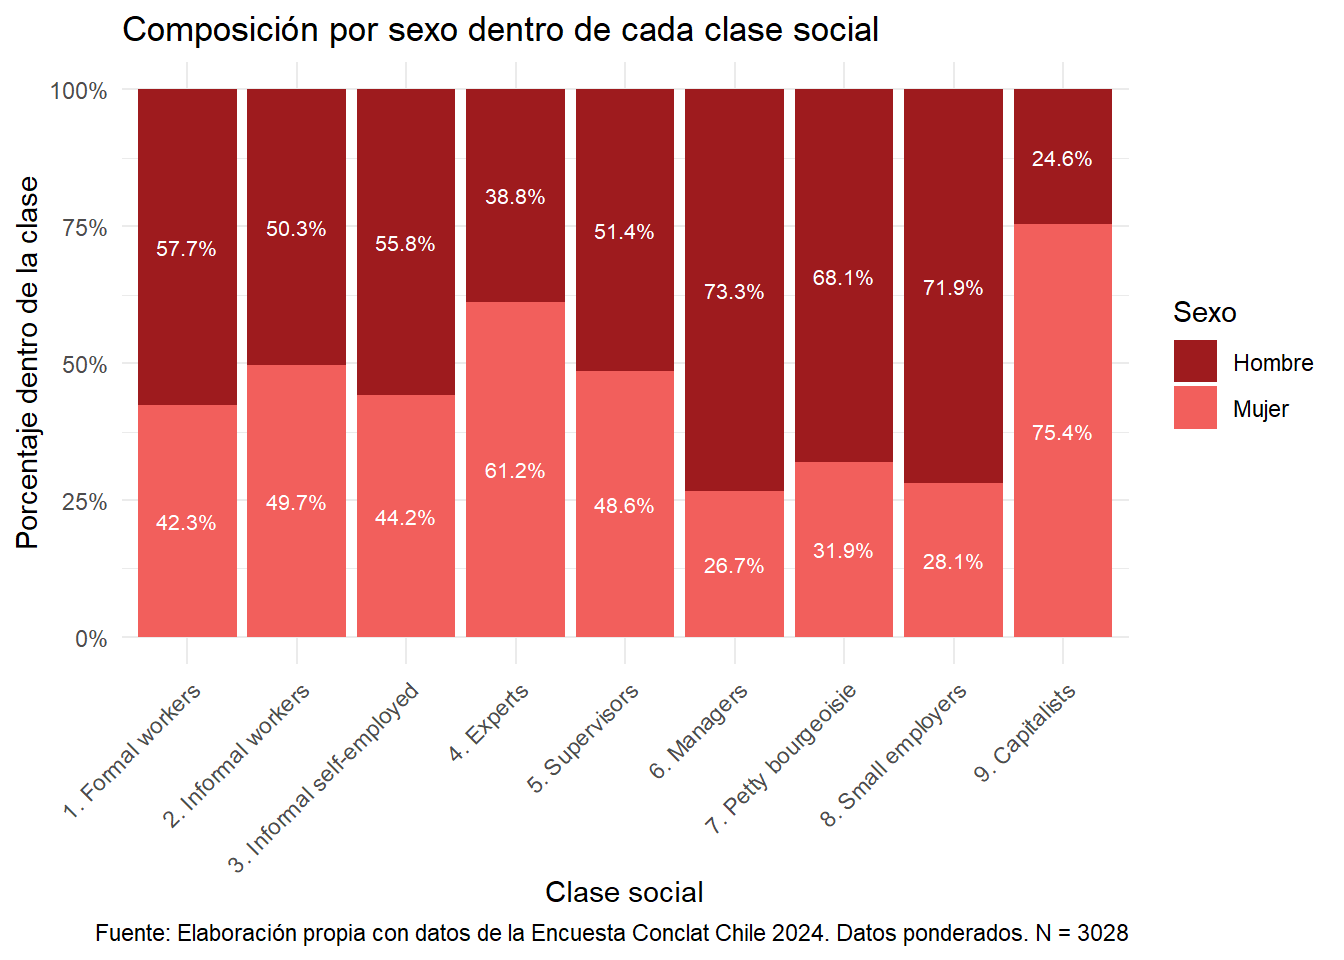 Composición por sexo dentro de cada clase social
Porcentaje dentro de la clase
100%
75%
50%
25%
0%
57.7%
50.3%
55.8%
38.8%
51.4%
73.3%
68.1%
71.9%
24.6%
42.3%
49.7%
44.2%
61.2%
48.6%
26.7%
31.9%
28.1%
75.4%
1. Formal workers
2. Informal workers
3. Informal self-employed
4. Experts
5. Supervisors
6. Managers
7. Petty bourgeoisie
8. Small employers
9. Capitalists
Clase social
Sexo
Hombre
Mujer
Fuente: Elaboración propia con datos de la Encuesta Conclat Chile 2024. Datos ponderados. N = 3028